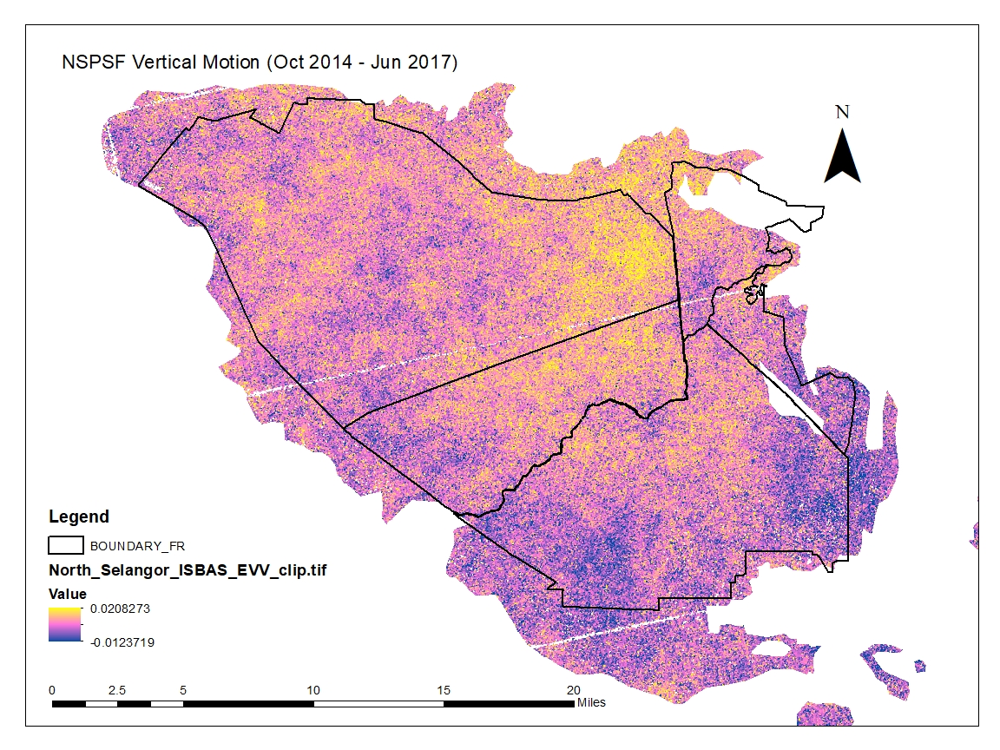 NSPSF Vertical Motion (Oct 2014 - Jun 2017)
N
Legend
BOUNDARY_FR
North_Selangor_ISBAS_EVV_clip.tif
Value
0.0208273
-0.0123719
0 2.5 5 10 15 20
Miles